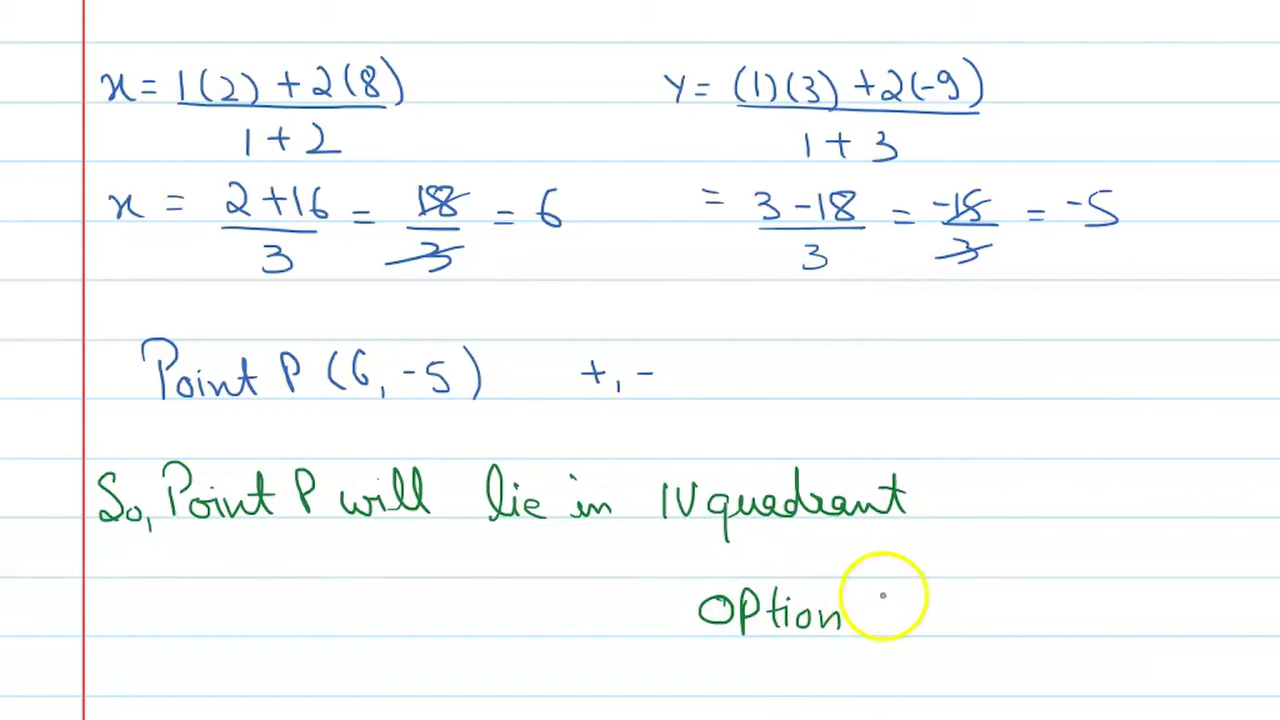 x = 1(2) + 2(8) / 1 + 2   Y = (1)(3) + 2(-9) / 1 + 3
x = 2 + 16 / 3 = 18 / 3 = 6   = 3 - 18 / 3 = -15 / 3 = -5
Point P (6, -5)   +, -
So, Point P will lie in IV quadrant
Option